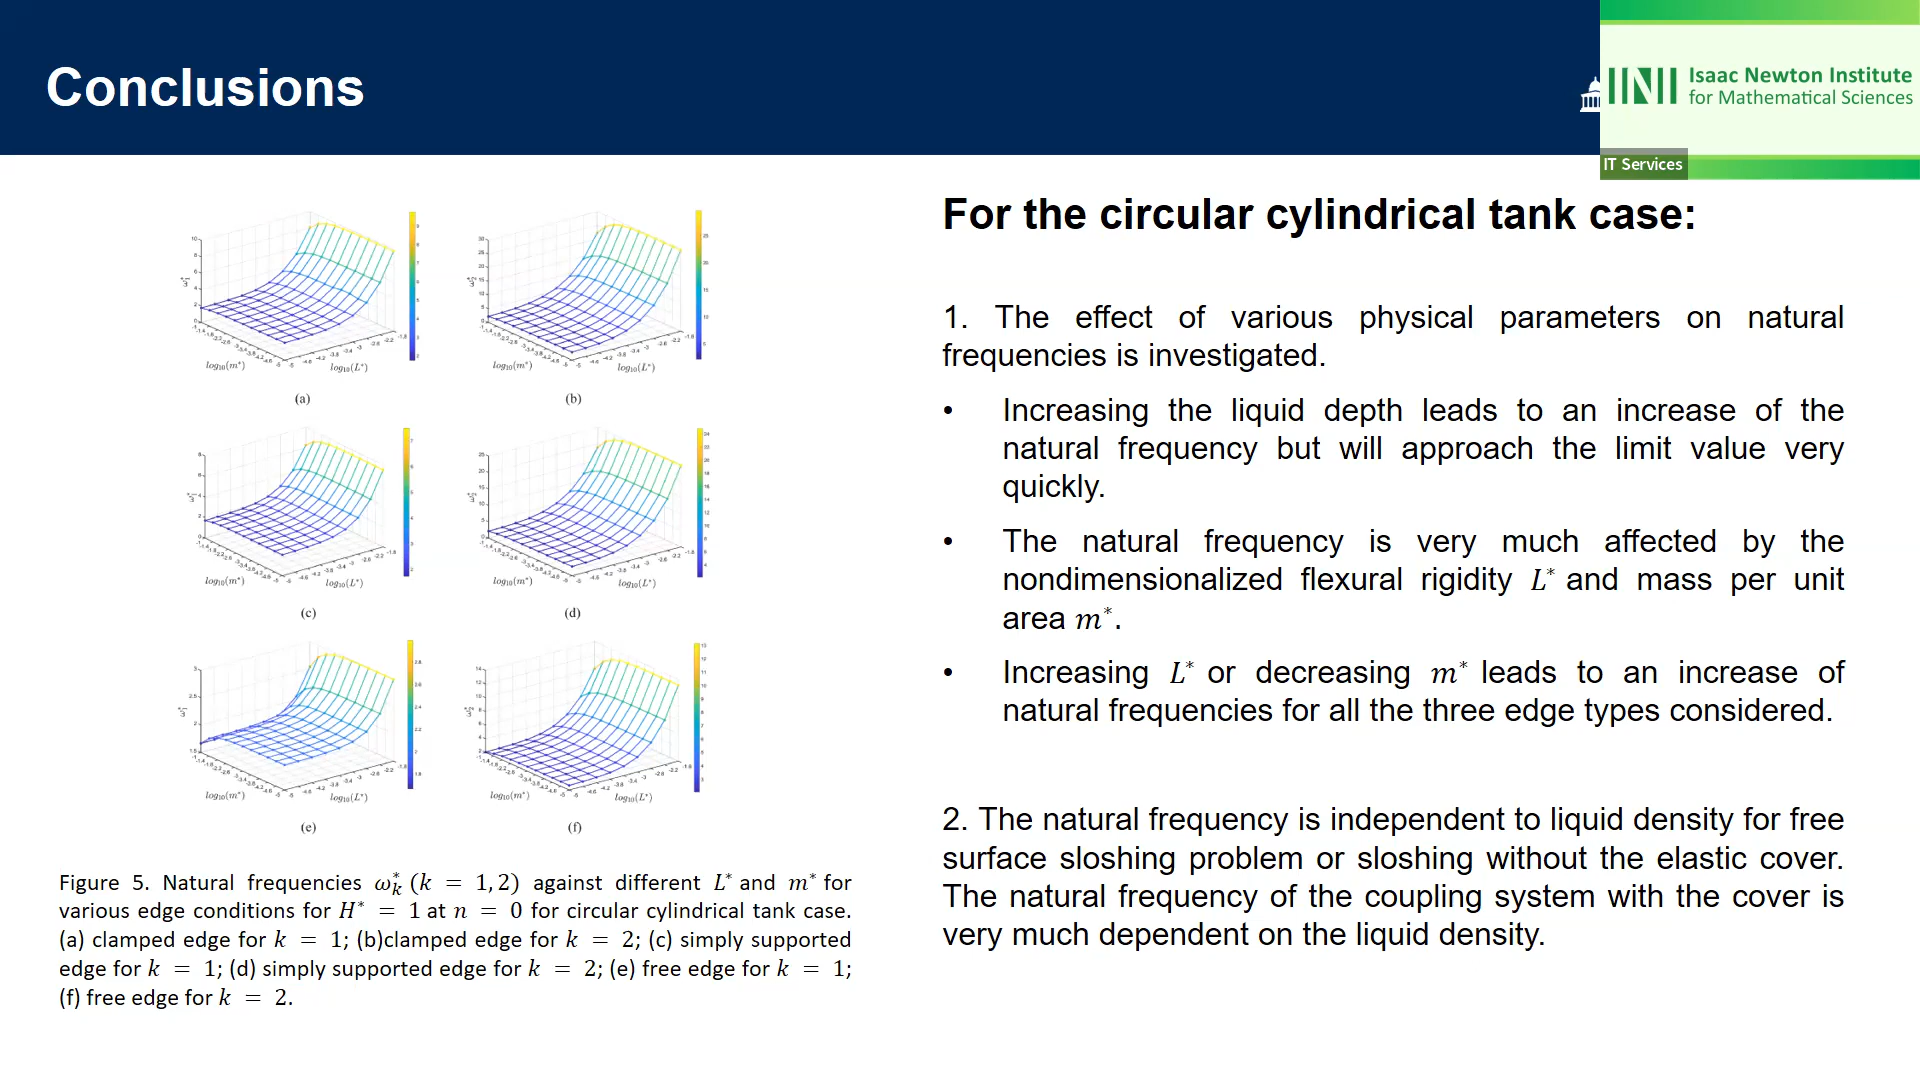 Conclusions
Isaac Newton Institute
for Mathematical Sciences
IT Services
(a)
(b)
(c)
(d)
(e)
(f)
Figure 5. Natural frequencies ω*k (k = 1, 2) against different L* and m* for
various edge conditions for H* = 1 at n = 0 for circular cylindrical tank case.
(a) clamped edge for k = 1; (b)clamped edge for k = 2; (c) simply supported
edge for k = 1; (d) simply supported edge for k = 2; (e) free edge for k = 1;
(f) free edge for k = 2.
For the circular cylindrical tank case:
1. The effect of various physical parameters on natural
frequencies is investigated.
• Increasing the liquid depth leads to an increase of the
natural frequency but will approach the limit value very
quickly.
• The natural frequency is very much affected by the
nondimensionalized flexural rigidity L* and mass per unit
area m*.
• Increasing L* or decreasing m* leads to an increase of
natural frequencies for all the three edge types considered.
2. The natural frequency is independent to liquid density for free
surface sloshing problem or sloshing without the elastic cover.
The natural frequency of the coupling system with the cover is
very much dependent on the liquid density.